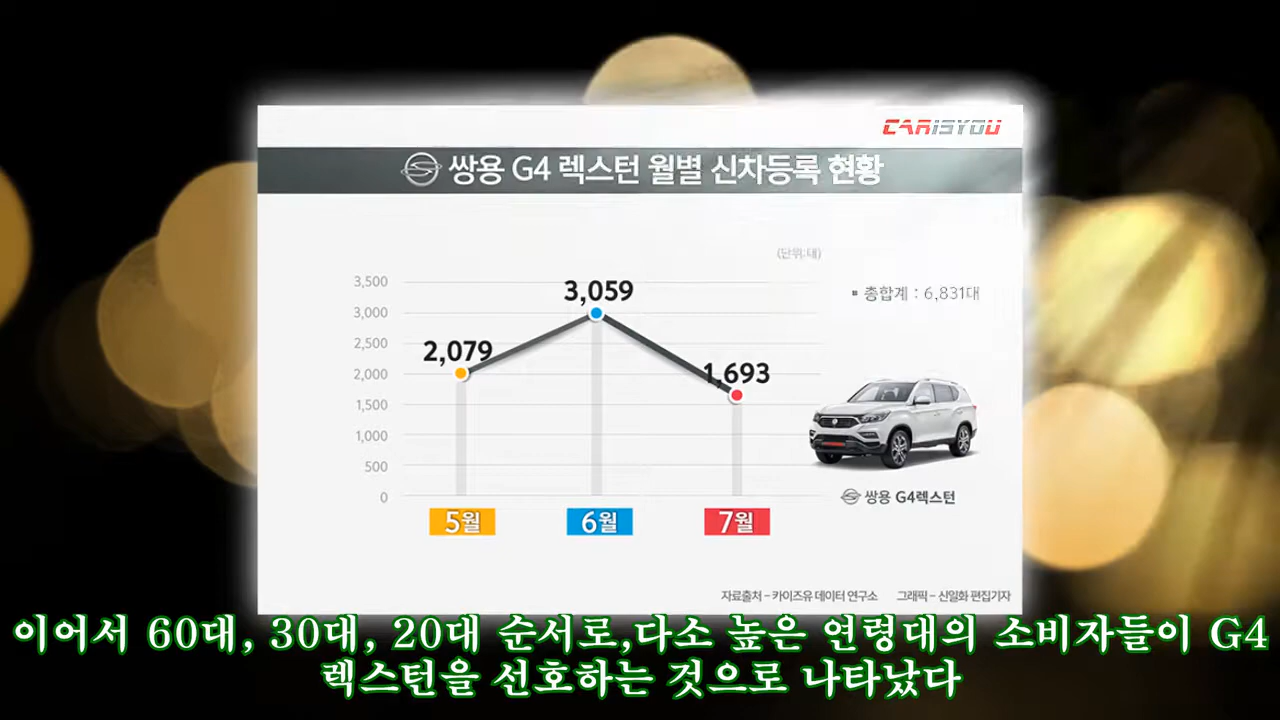 CARISYOU
쌍용 G4 렉스턴 월별 신차등록 현황
(단위:대)
3,500
3,000
2,500
2,000
1,500
1,000
500
0
2,079
3,059
1,693
5월
6월
7월
총합계 : 6,831대
쌍용 G4렉스턴
자료출처 – 카이즈유 데이터 연구소 그래픽 – 신일화 편집기자
이어서 60대, 30대, 20대 순서로,다소 높은 연령대의 소비자들이 G4
렉스턴을 선호하는 것으로 나타났다